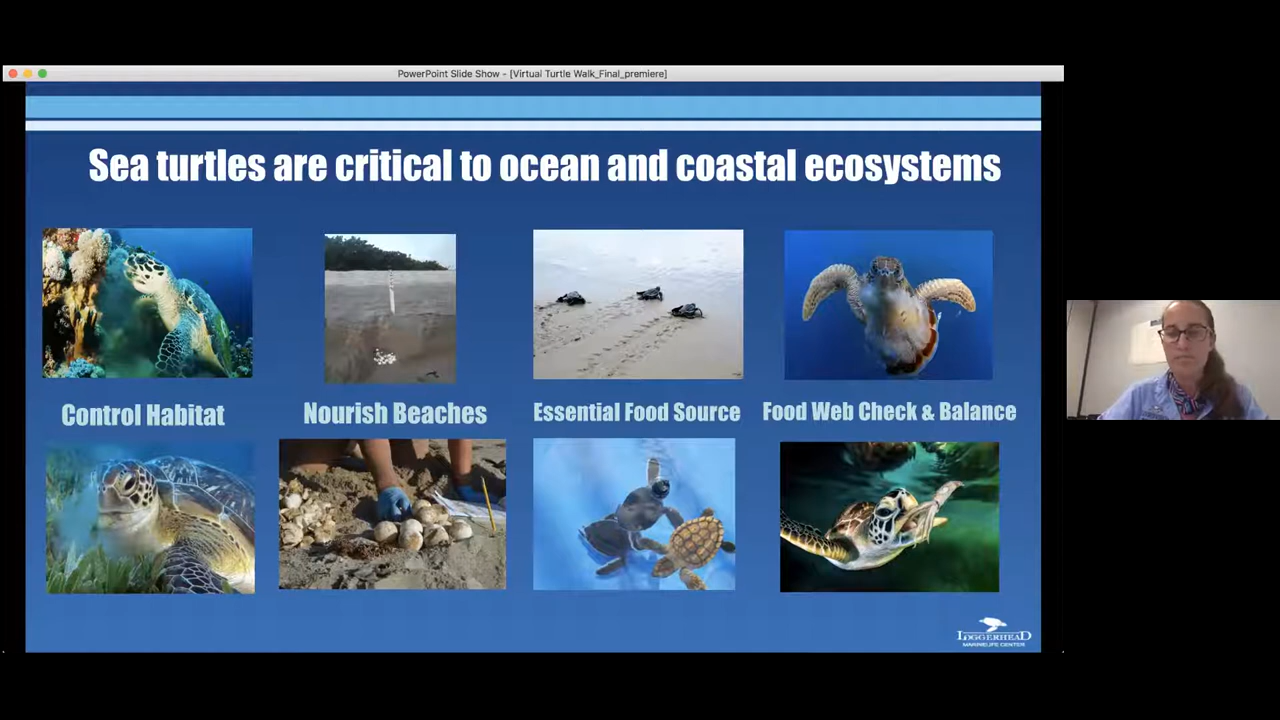 PowerPoint Slide Show - [Virtual Turtle Walk_Final_premiere]
Sea turtles are critical to ocean and coastal ecosystems
Control Habitat
Nourish Beaches
Essential Food Source
Food Web Check & Balance
LOGGERHEAD
MARINELIFE CENTER